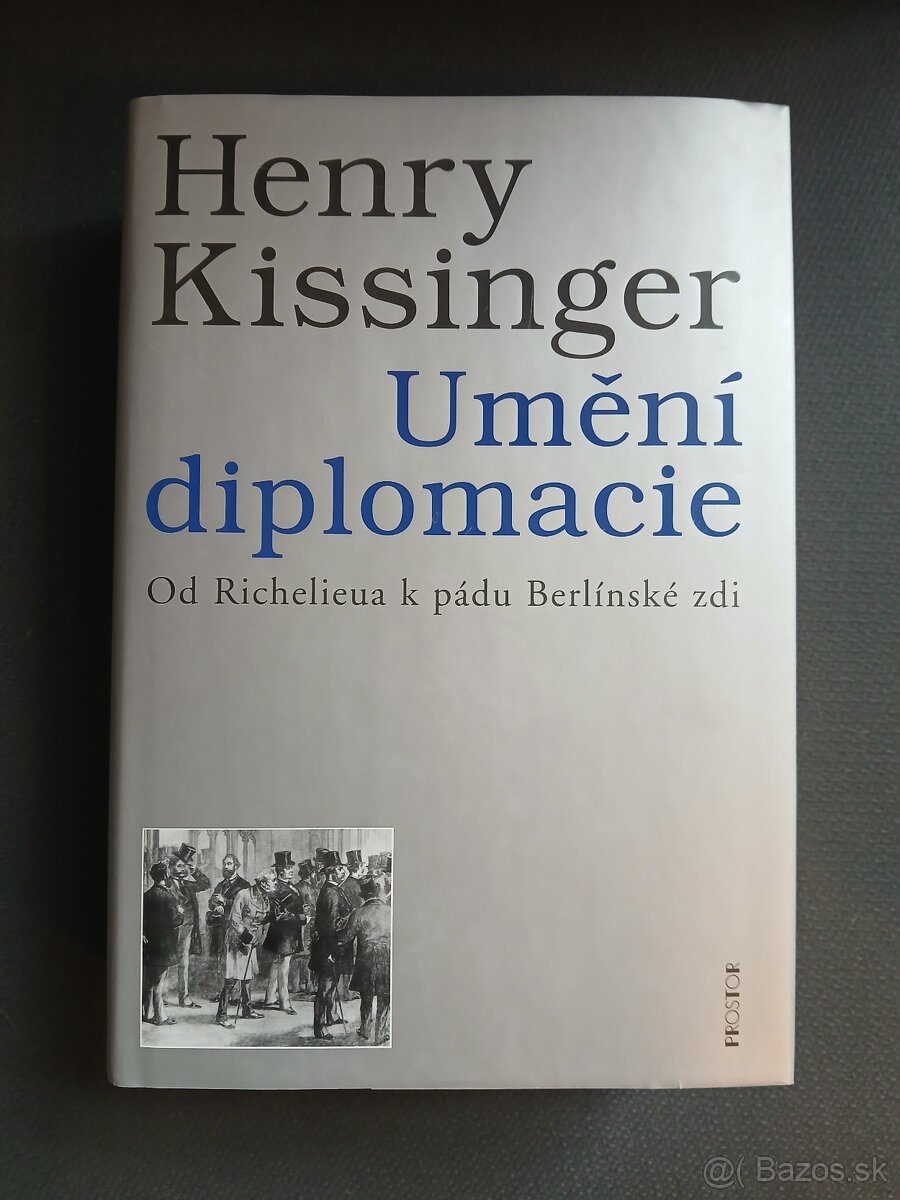 Henry
Kissinger
Umění
diplomacie
Od Richelieua k pádu Berlínské zdi
PROSTOR
@( Bazos.sk